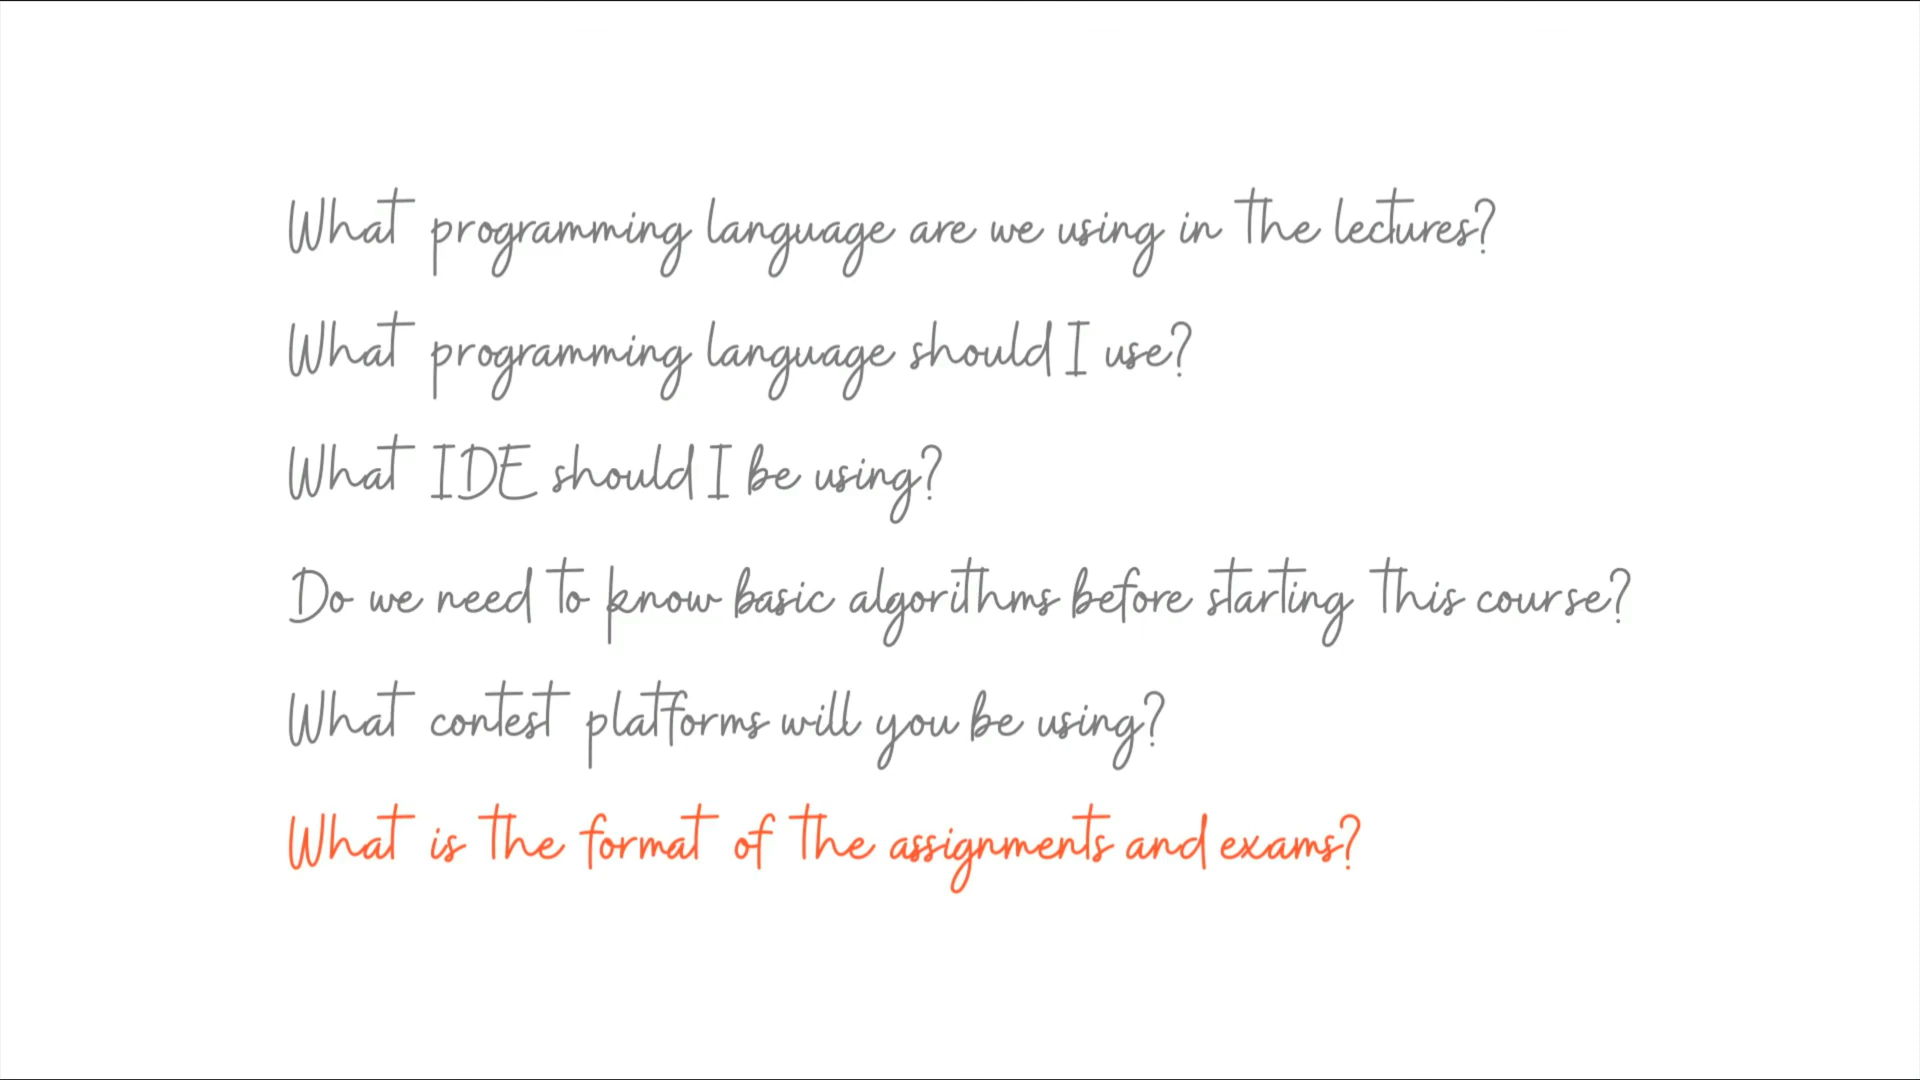 What programming language are we using in the lectures?
What programming language should I use?
What IDE should I be using?
Do we need to know basic algorithms before starting this course?
What contest platforms will you be using?
What is the format of the assignments and exams?